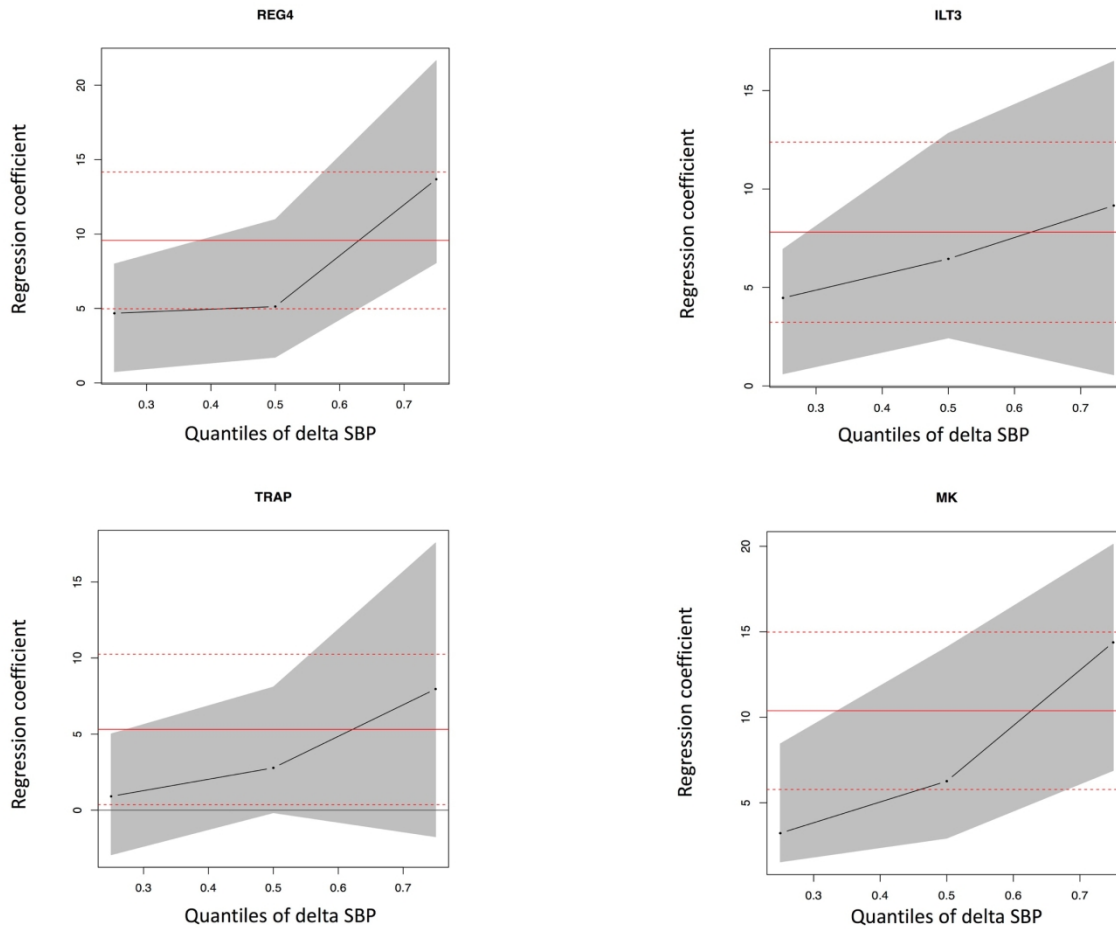 REG4
Regression coefficient
20
15
10
5
0
0.3 0.4 0.5 0.6 0.7
Quantiles of delta SBP
ILT3
Regression coefficient
15
10
5
0
0.3 0.4 0.5 0.6 0.7
Quantiles of delta SBP
TRAP
Regression coefficient
15
10
5
0
0.3 0.4 0.5 0.6 0.7
Quantiles of delta SBP
MK
Regression coefficient
20
15
10
5
0.3 0.4 0.5 0.6 0.7
Quantiles of delta SBP